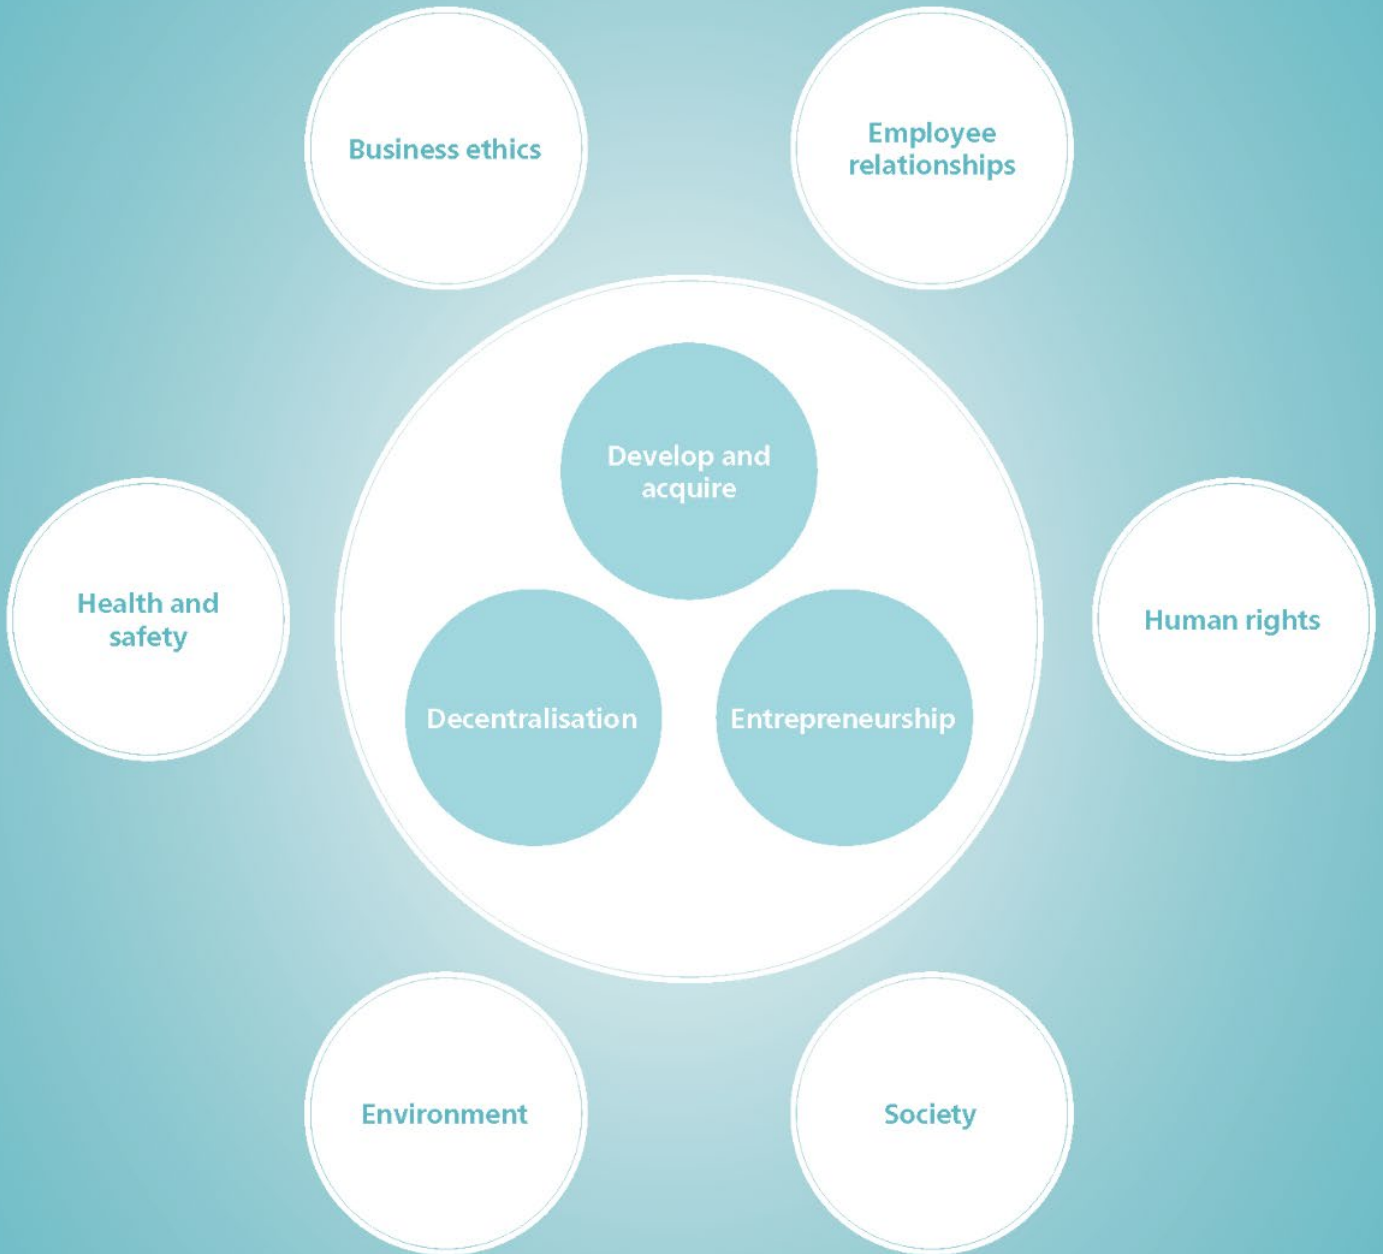 Business ethics
Employee
relationships
Develop and
acquire
Health and
safety
Human rights
Decentralisation
Entrepreneurship
Environment
Society